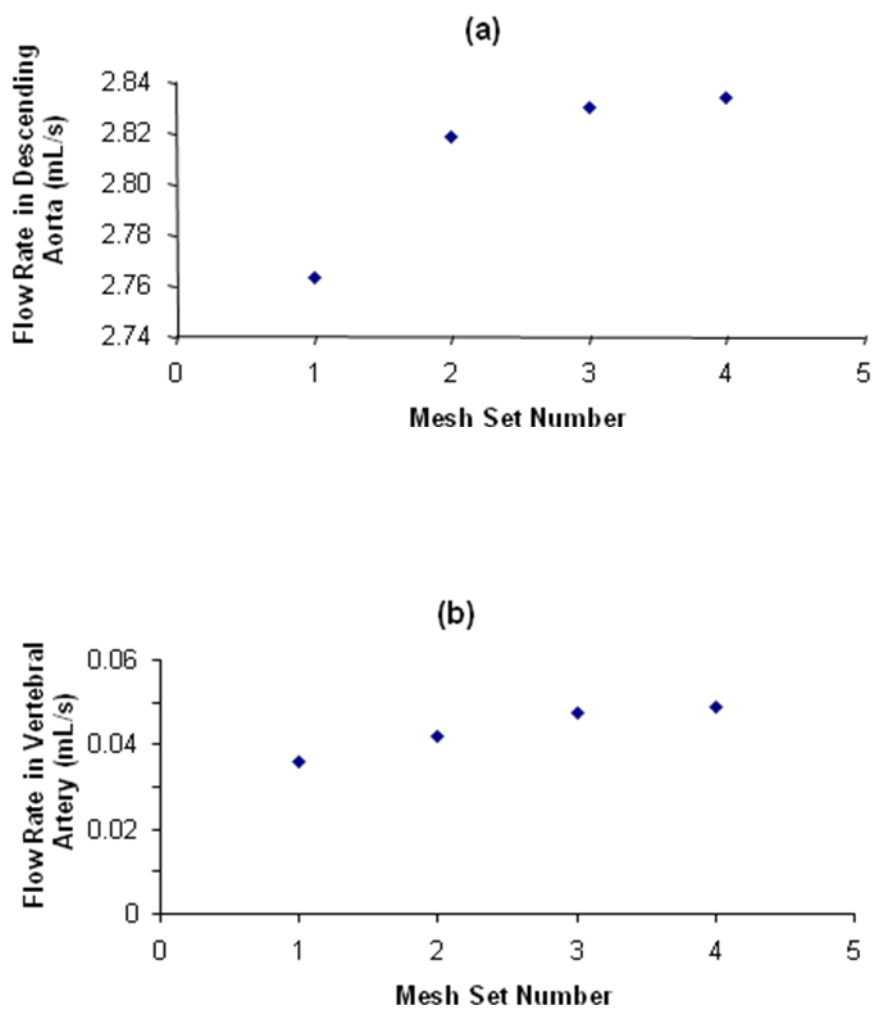 (a)
Flow Rate in Descending
Aorta (mL/s)
2.84
2.82
2.80
2.78
2.76
2.74
0 1 2 3 4 5
Mesh Set Number
(b)
Flow Rate in Vertebral
Artery (mL/s)
0.06
0.04
0.02
0
0 1 2 3 4 5
Mesh Set Number